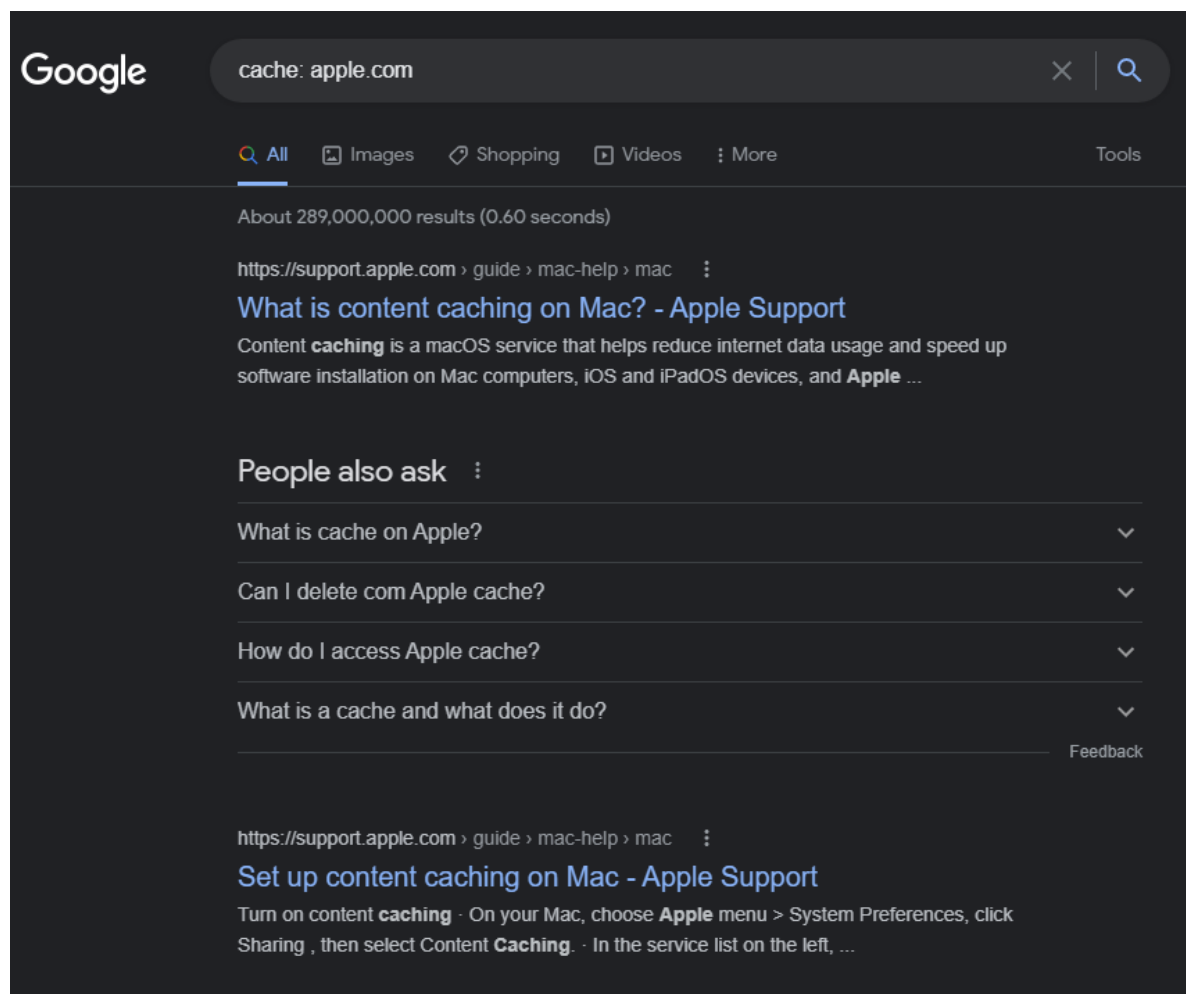 Google
cache: apple.com
All Images Shopping Videos More Tools
About 289,000,000 results (0.60 seconds)
https://support.apple.com › guide › mac-help › mac
What is content caching on Mac? - Apple Support
Content caching is a macOS service that helps reduce internet data usage and speed up
software installation on Mac computers, iOS and iPadOS devices, and Apple ...
People also ask
What is cache on Apple?
Can I delete com Apple cache?
How do I access Apple cache?
What is a cache and what does it do?
Feedback
https://support.apple.com › guide › mac-help › mac
Set up content caching on Mac - Apple Support
Turn on content caching · On your Mac, choose Apple menu > System Preferences, click
Sharing , then select Content Caching. · In the service list on the left, ...